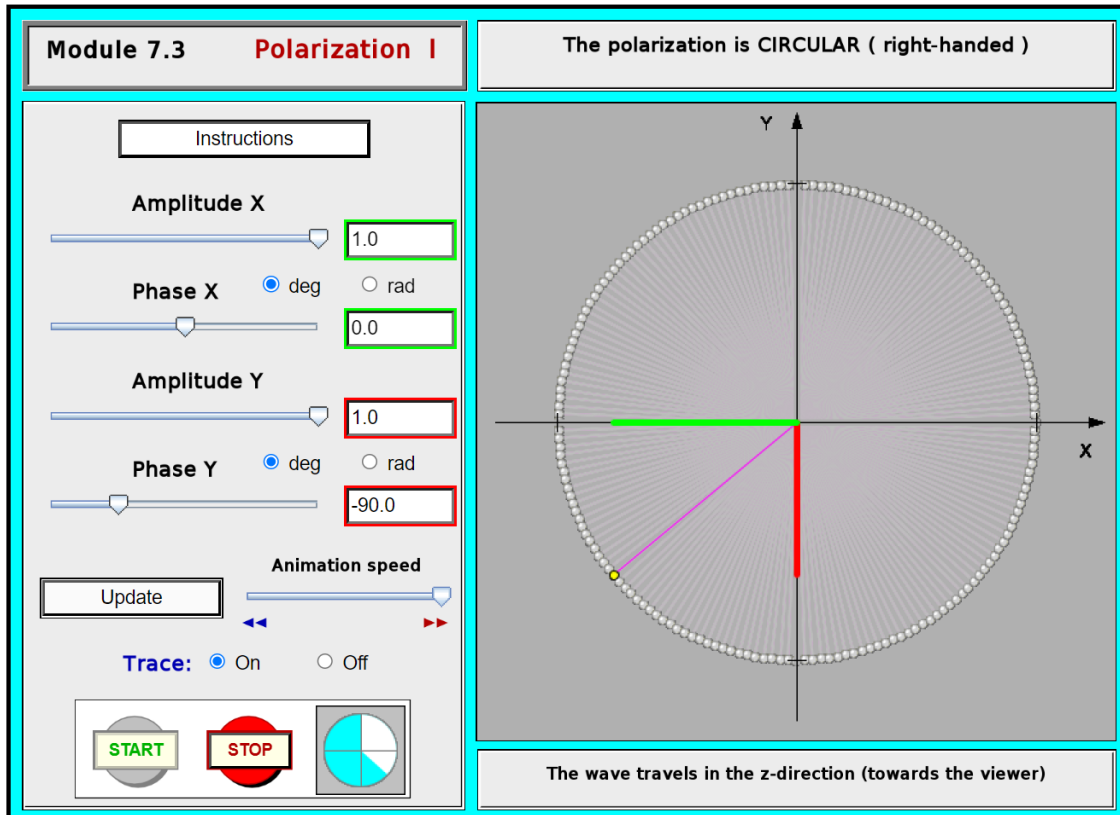 Module 7.3 Polarization I
The polarization is CIRCULAR ( right-handed )
Instructions
Amplitude X
1.0
Phase X deg rad
0.0
Amplitude Y
1.0
Phase Y deg rad
-90.0
Animation speed
Update
Trace: On Off
START STOP
Y
X
The wave travels in the z-direction (towards the viewer)